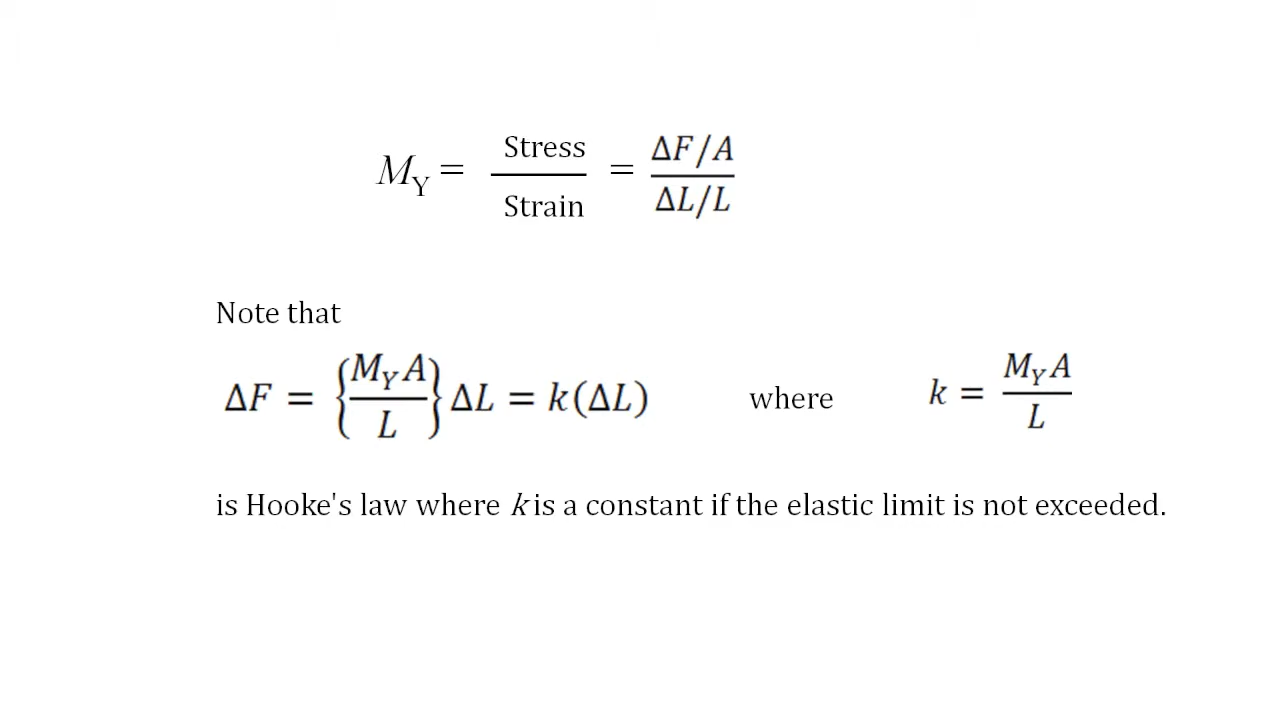 M_Y = Stress / Strain = ΔF/A / ΔL/L
Note that
ΔF = {M_Y A / L} ΔL = k(ΔL) where k = M_Y A / L
is Hooke's law where k is a constant if the elastic limit is not exceeded.